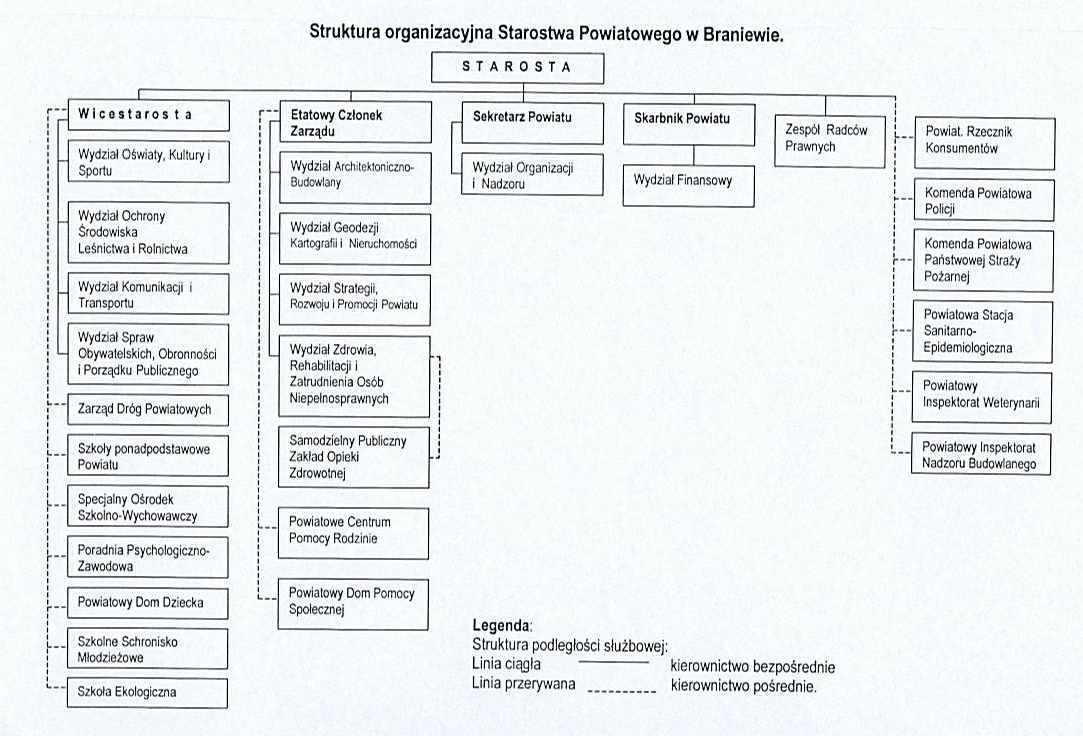 Struktura organizacyjna Starostwa Powiatowego w Braniewie.
S T A R O S T A
W i c e s t a r o s t a
Wydział Oświaty, Kultury i
Sportu
Wydział Ochrony
Środowiska
Leśnictwa i Rolnictwa
Wydział Komunikacji i
Transportu
Wydział Spraw
Obywatelskich, Obronności
i Porządku Publicznego
Zarząd Dróg Powiatowych
Szkoły ponadpodstawowe
Powiatu
Specjalny Ośrodek
Szkolno-Wychowawczy
Poradnia Psychologiczno-
Zawodowa
Powiatowy Dom Dziecka
Szkolne Schronisko
Młodzieżowe
Szkoła Ekologiczna
Etatowy Członek
Zarządu
Wydział Architektoniczno-
Budowlany
Wydział Geodezji
Kartografii i Nieruchomości
Wydział Strategii,
Rozwoju i Promocji Powiatu
Wydział Zdrowia,
Rehabilitacji i
Zatrudnienia Osób
Niepełnosprawnych
Samodzielny Publiczny
Zakład Opieki
Zdrowotnej
Powiatowe Centrum
Pomocy Rodzinie
Powiatowy Dom Pomocy
Społecznej
Sekretarz Powiatu
Wydział Organizacji
i Nadzoru
Skarbnik Powiatu
Wydział Finansowy
Zespół Radców
Prawnych
Powiat. Rzecznik
Konsumentów
Komenda Powiatowa
Policji
Komenda Powiatowa
Państwowej Straży
Pożarnej
Powiatowa Stacja
Sanitarno-
Epidemiologiczna
Powiatowy
Inspektorat Weterynarii
Powiatowy Inspektorat
Nadzoru Budowlanego
Legenda:
Struktura podległości służbowej:
Linia ciągła kierownictwo bezpośrednie
Linia przerywana kierownictwo pośrednie.